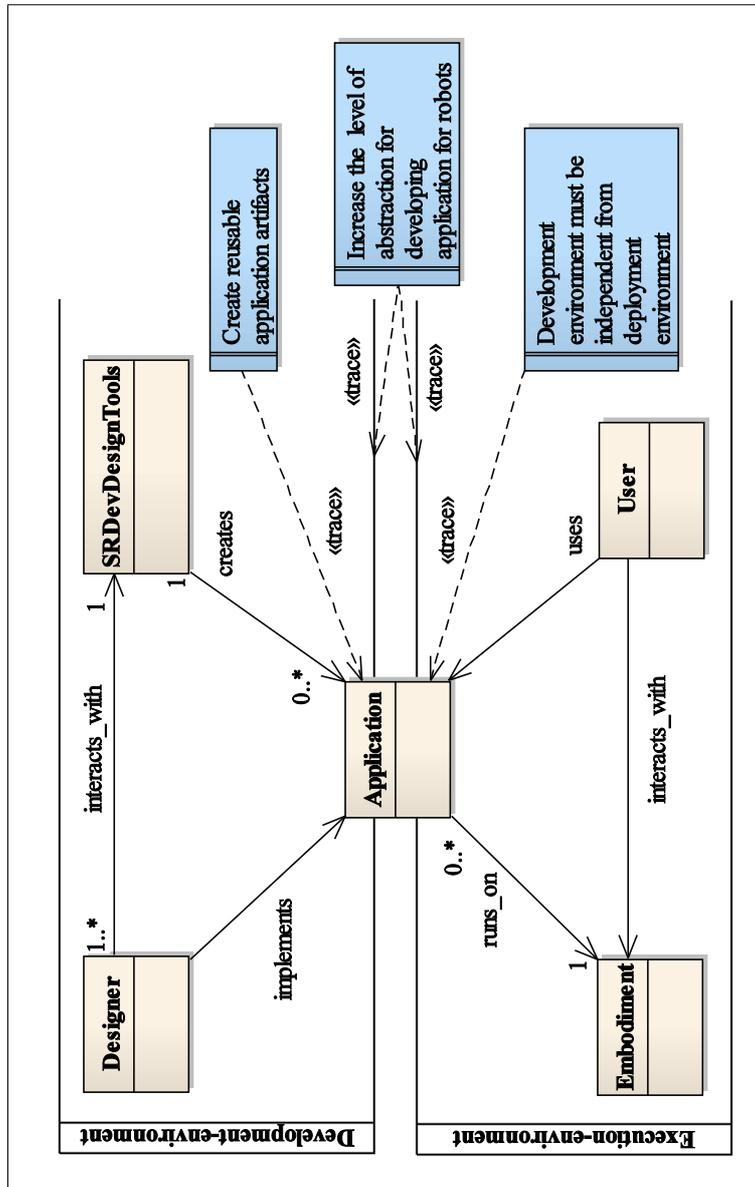 Development-environment
Designer
1..*
interacts_with
1
SRDevDesignTools
1
creates
0..*
implements
Application
Create reusable
application artifacts
«trace»
Increase the level of
abstraction for
developing
application for robots
«trace»
«trace»
Development
environment must be
independent from
deployment
environment
«trace»
Execution-environment
0..*
runs_on
1
Embodiment
interacts_with
User
uses